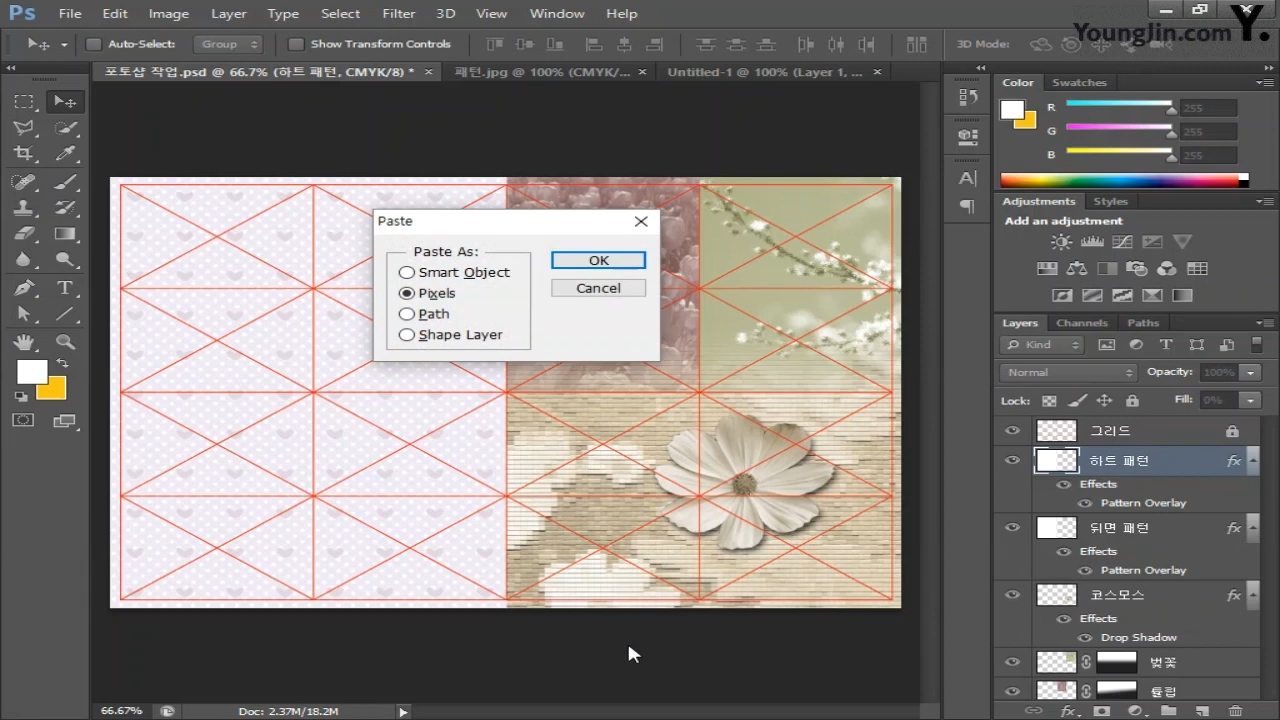 Ps File Edit Image Layer Type Select Filter 3D View Window Help
Younglin.com Y.
Auto-Select: Group Show Transform Controls 3D Mode:
포토샵 작업.psd @ 66.7% (하트 패턴, CMYK/8) * × 패턴.jpg @ 100% (CMYK/... × Untitled-1 @ 100% (Layer 1, ... ×
Color Swatches
R 255
G 255
B 255
Adjustments Styles
Add an adjustment
Paste
Paste As:
Smart Object
Pixels
Path
Shape Layer
OK
Cancel
Layers Channels Paths
Kind
Normal Opacity: 100%
Lock: Fill: 0%
그리드
하트 패턴 fx
Effects
Pattern Overlay
뒤면 패턴 fx
Effects
Pattern Overlay
코스모스 fx
Effects
Drop Shadow
벚꽃
튤립
66.67% Doc: 2.37M/18.2M
fx